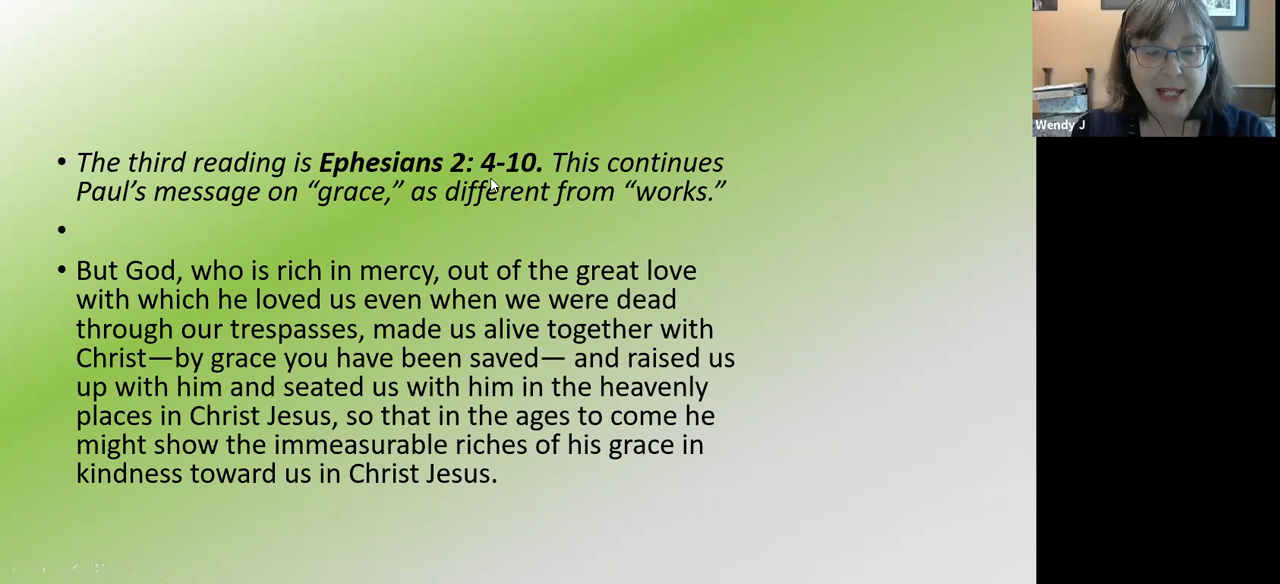 • The third reading is Ephesians 2: 4-10. This continues
Paul’s message on “grace,” as different from “works.”
•
• But God, who is rich in mercy, out of the great love
with which he loved us even when we were dead
through our trespasses, made us alive together with
Christ—by grace you have been saved— and raised us
up with him and seated us with him in the heavenly
places in Christ Jesus, so that in the ages to come he
might show the immeasurable riches of his grace in
kindness toward us in Christ Jesus.
Wendy J